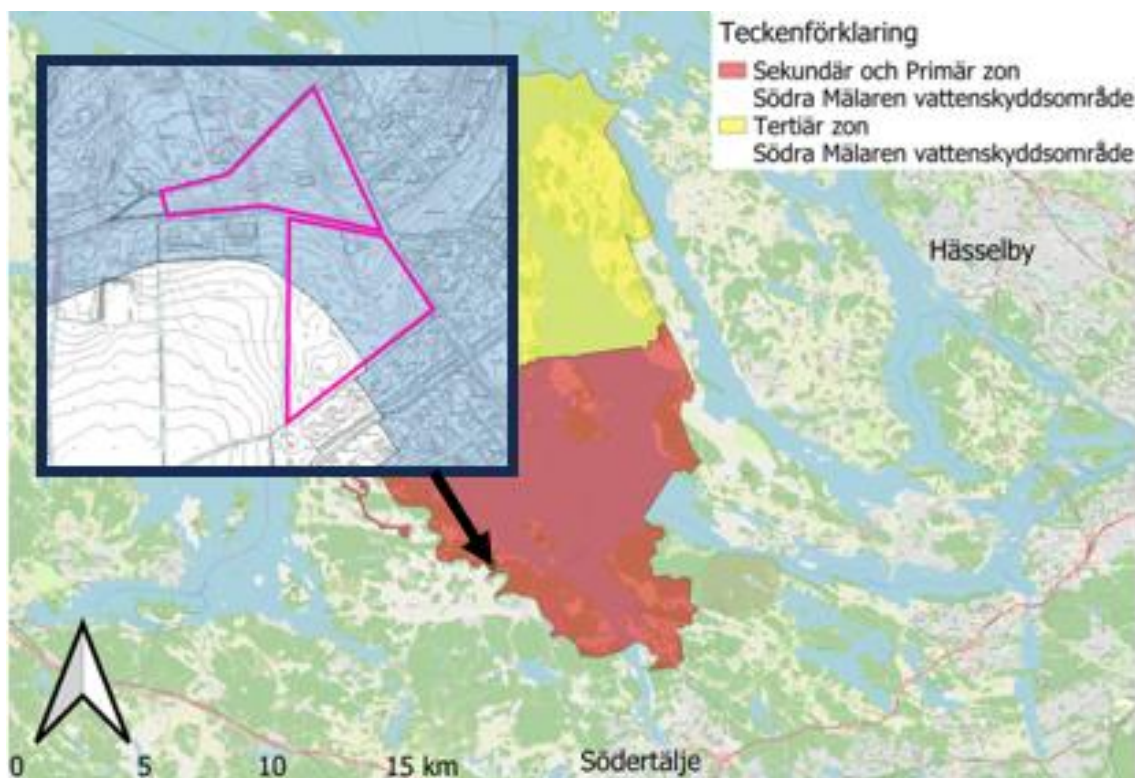 Teckenförklaring
Sekundär och Primär zon
Södra Mälaren vattenskyddsområde
Tertiär zon
Södra Mälaren vattenskyddsområde
Hässelby
Södertälje
0 5 10 15 km